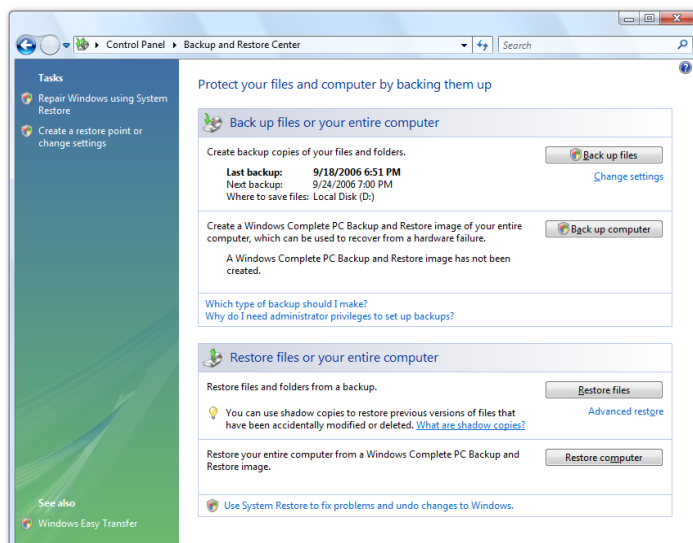 Control Panel
Backup and Restore Center
Search
Tasks
Repair Windows using System
Restore
Create a restore point or
change settings
Protect your files and computer by backing them up
Back up files or your entire computer
Create backup copies of your files and folders.
Back up files
Last backup: 9/18/2006 6:51 PM
Change settings
Next backup: 9/24/2006 7:00 PM
Where to save files: Local Disk (D:)
Create a Windows Complete PC Backup and Restore image of your entire
computer, which can be used to recover from a hardware failure.
Back up computer
A Windows Complete PC Backup and Restore image has not been
created.
Which type of backup should I make?
Why do I need administrator privileges to set up backups?
Restore files or your entire computer
Restore files and folders from a backup.
Restore files
You can use shadow copies to restore previous versions of files that
have been accidentally modified or deleted. What are shadow copies?
Advanced restore
Restore your entire computer from a Windows Complete PC Backup and
Restore image.
Restore computer
Use System Restore to fix problems and undo changes to Windows.
See also
Windows Easy Transfer